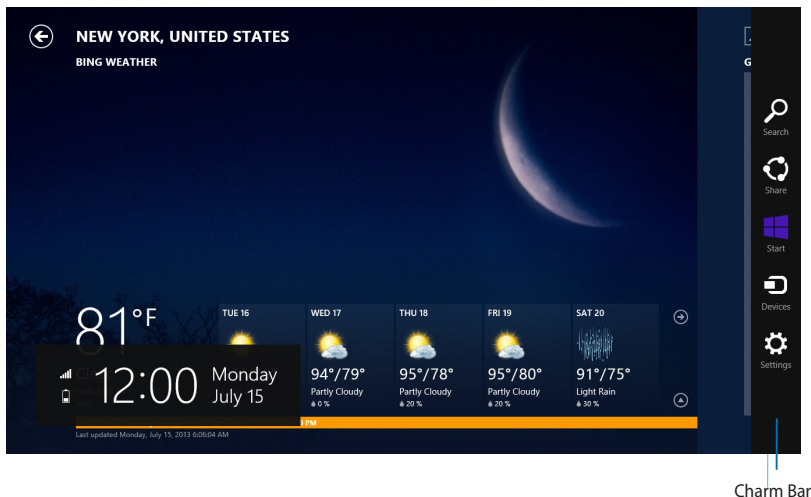 NEW YORK, UNITED STATES
BING WEATHER
G
Search
Share
Start
Devices
Settings
81°F
TUE 16
WED 17
94°/79°
Partly Cloudy
0 %
THU 18
95°/78°
Partly Cloudy
20 %
FRI 19
95°/80°
Partly Cloudy
20 %
SAT 20
91°/75°
Light Rain
30 %
12:00
Monday
July 15
PM
Last updated Monday, July 15, 2013 6:06:04 AM
Charm Bar